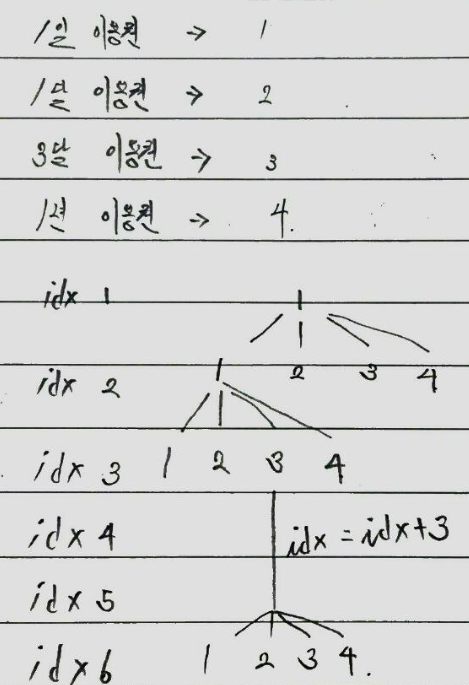 1일 이용권 → 1
1달 이용권 → 2
3달 이용권 → 3
1년 이용권 → 4.
idx 1 1
idx 2 1 2 3 4
idx 3 1 2 3 4
idx 4 idx = idx+3
idx 5
idx 6 1 2 3 4.